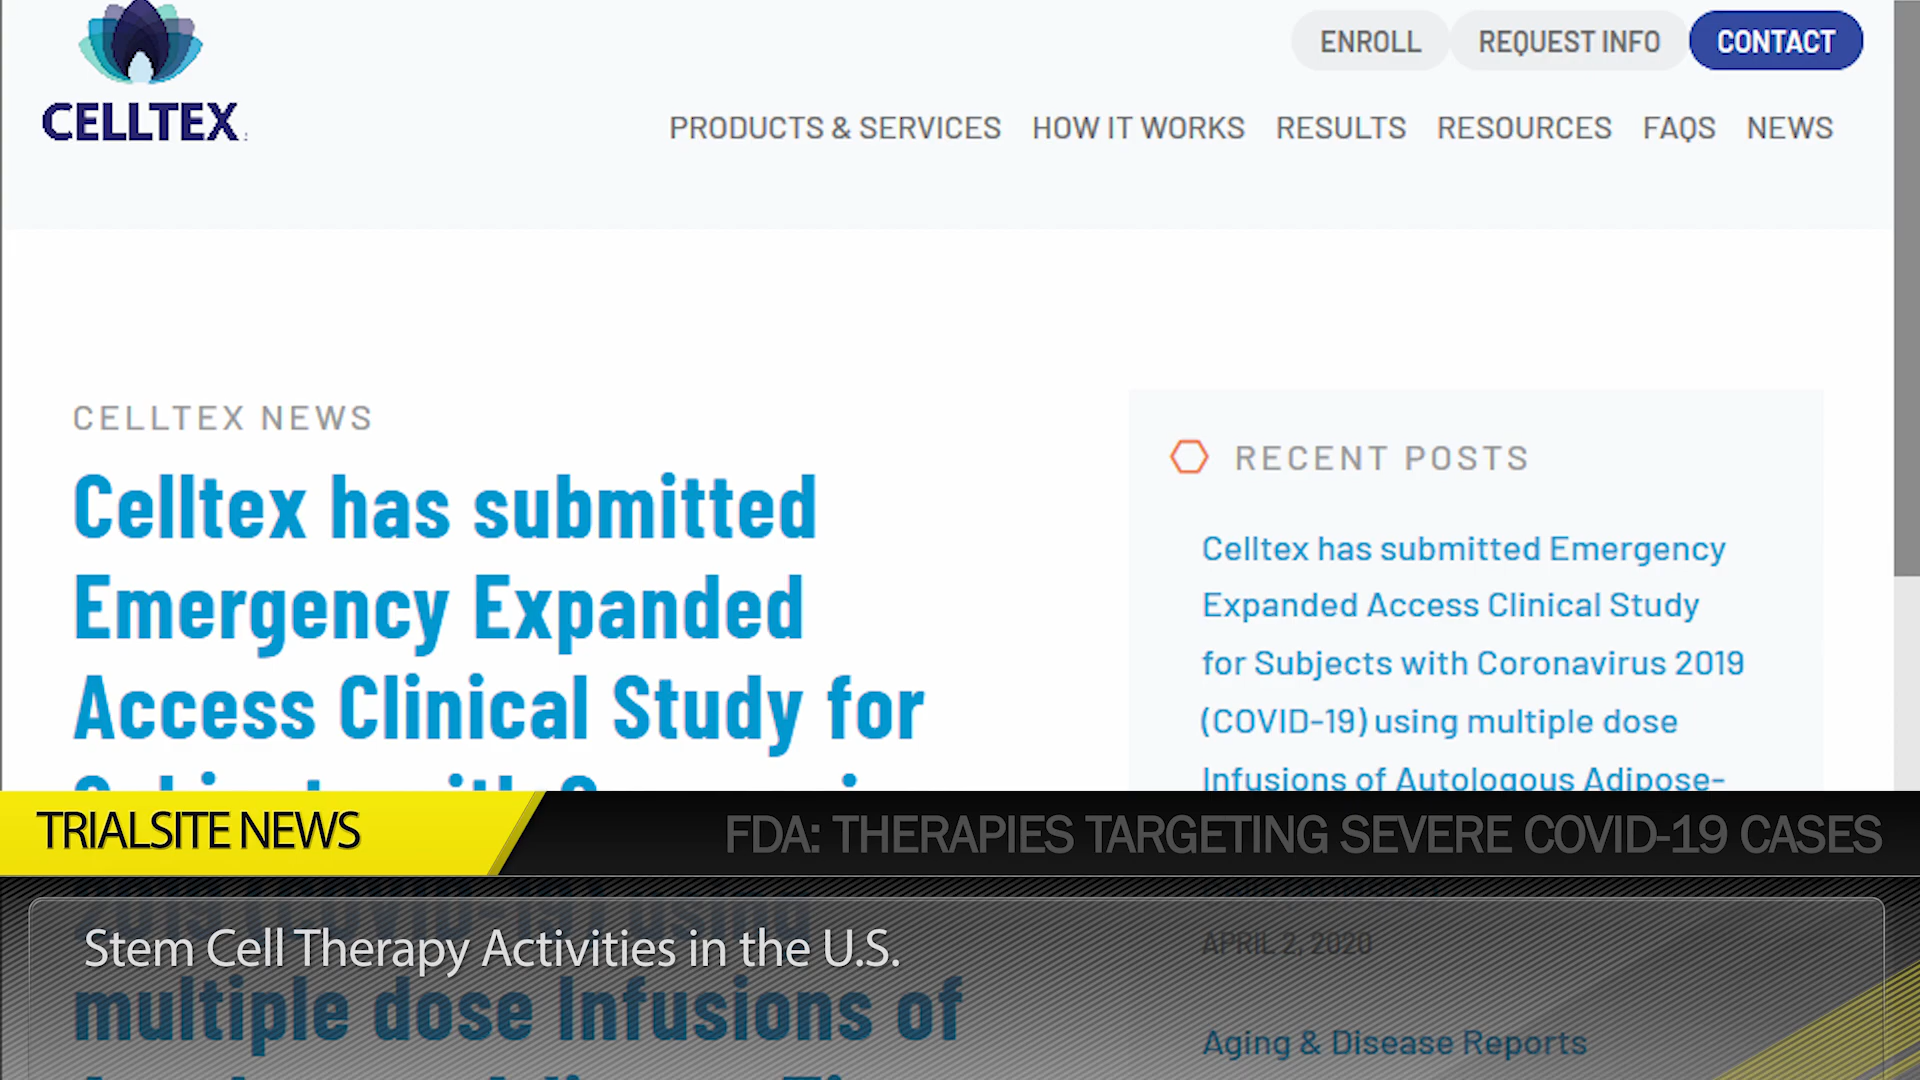 CELLTEX
ENROLL
REQUEST INFO
CONTACT
PRODUCTS & SERVICES
HOW IT WORKS
RESULTS
RESOURCES
FAQS
NEWS
CELLTEX NEWS
Celltex has submitted
Emergency Expanded
Access Clinical Study for
RECENT POSTS
Celltex has submitted Emergency
Expanded Access Clinical Study
for Subjects with Coronavirus 2019
(COVID-19) using multiple dose
Infusions of Autologous Adipose-
TRIALSITE NEWS
FDA: THERAPIES TARGETING SEVERE COVID-19 CASES
Stem Cell Therapy Activities in the U.S.
multiple dose Infusions of
APRIL 2, 2020
Aging & Disease Reports